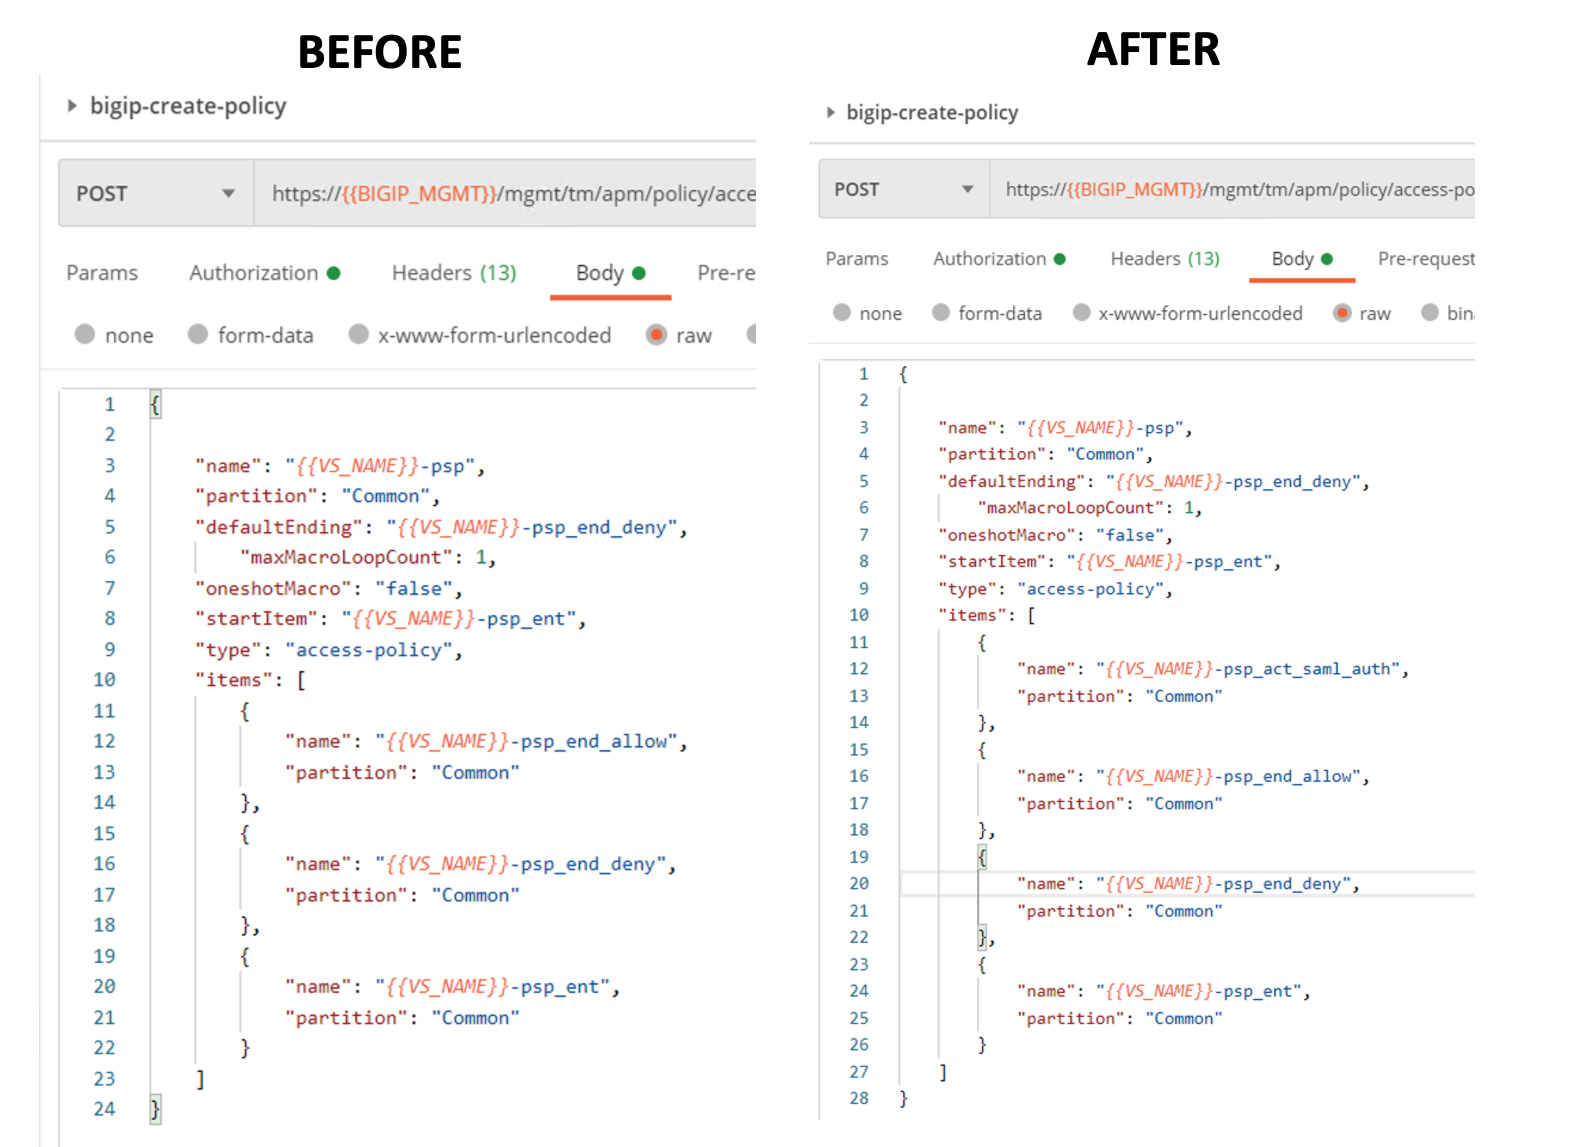 BEFORE
bigip-create-policy
POST
https://{{BIGIP_MGMT}}/mgmt/tm/apm/policy/acce
Params Authorization Headers (13) Body Pre-re
none form-data x-www-form-urlencoded raw
1 {
2
3 "name": "{{VS_NAME}}-psp",
4 "partition": "Common",
5 "defaultEnding": "{{VS_NAME}}-psp_end_deny",
6 "maxMacroLoopCount": 1,
7 "oneshotMacro": "false",
8 "startItem": "{{VS_NAME}}-psp_ent",
9 "type": "access-policy",
10 "items": [
11 {
12 "name": "{{VS_NAME}}-psp_end_allow",
13 "partition": "Common"
14 },
15 {
16 "name": "{{VS_NAME}}-psp_end_deny",
17 "partition": "Common"
18 },
19 {
20 "name": "{{VS_NAME}}-psp_ent",
21 "partition": "Common"
22 }
23 ]
24 }
AFTER
bigip-create-policy
POST
https://{{BIGIP_MGMT}}/mgmt/tm/apm/policy/access-po
Params Authorization Headers (13) Body Pre-request
none form-data x-www-form-urlencoded raw bin
1 {
2
3 "name": "{{VS_NAME}}-psp",
4 "partition": "Common",
5 "defaultEnding": "{{VS_NAME}}-psp_end_deny",
6 "maxMacroLoopCount": 1,
7 "oneshotMacro": "false",
8 "startItem": "{{VS_NAME}}-psp_ent",
9 "type": "access-policy",
10 "items": [
11 {
12 "name": "{{VS_NAME}}-psp_act_saml_auth",
13 "partition": "Common"
14 },
15 {
16 "name": "{{VS_NAME}}-psp_end_allow",
17 "partition": "Common"
18 },
19 {
20 "name": "{{VS_NAME}}-psp_end_deny",
21 "partition": "Common"
22 },
23 {
24 "name": "{{VS_NAME}}-psp_ent",
25 "partition": "Common"
26 }
27 ]
28 }